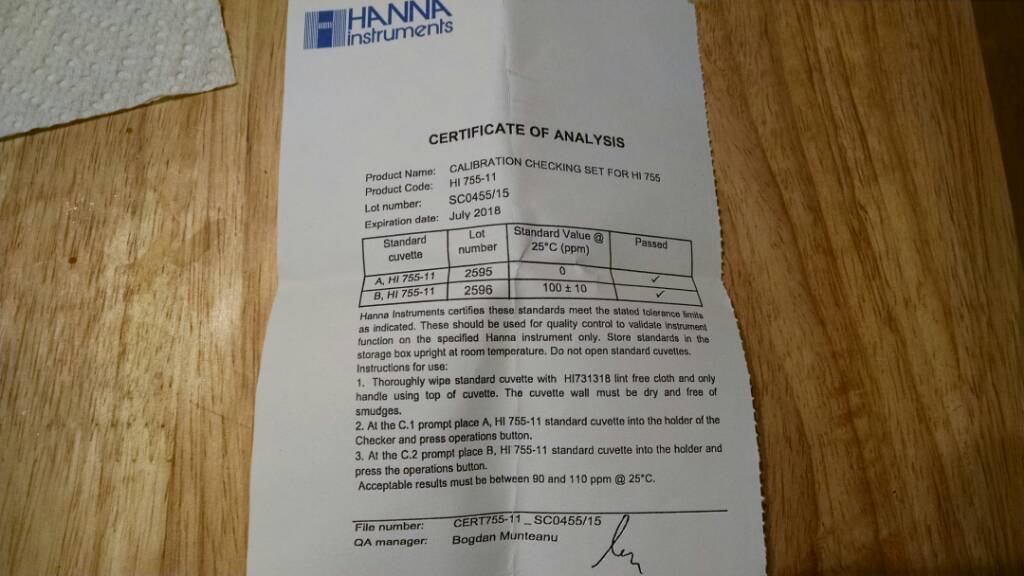 HANNA
instruments
CERTIFICATE OF ANALYSIS
Product Name: CALIBRATION CHECKING SET FOR HI 755
Product Code: HI 755-11
Lot number: SC0455/15
Expiration date: July 2018
Standard cuvette Lot number Standard Value @ 25°C (ppm) Passed
A, HI 755-11 2595 0 ✓
B, HI 755-11 2596 100 ± 10 ✓
Hanna Instruments certifies these standards meet the stated tolerance limits
as indicated. These should be used for quality control to validate instrument
function on the specified Hanna instrument only. Store standards in the
storage box upright at room temperature. Do not open standard cuvettes.
Instructions for use:
1. Thoroughly wipe standard cuvette with HI731318 lint free cloth and only
handle using top of cuvette. The cuvette wall must be dry and free of
smudges.
2. At the C.1 prompt place A, HI 755-11 standard cuvette into the holder of the
Checker and press operations button.
3. At the C.2 prompt place B, HI 755-11 standard cuvette into the holder and
press the operations button.
Acceptable results must be between 90 and 110 ppm @ 25°C.
File number: CERT755-11_SC0455/15
QA manager: Bogdan Munteanu